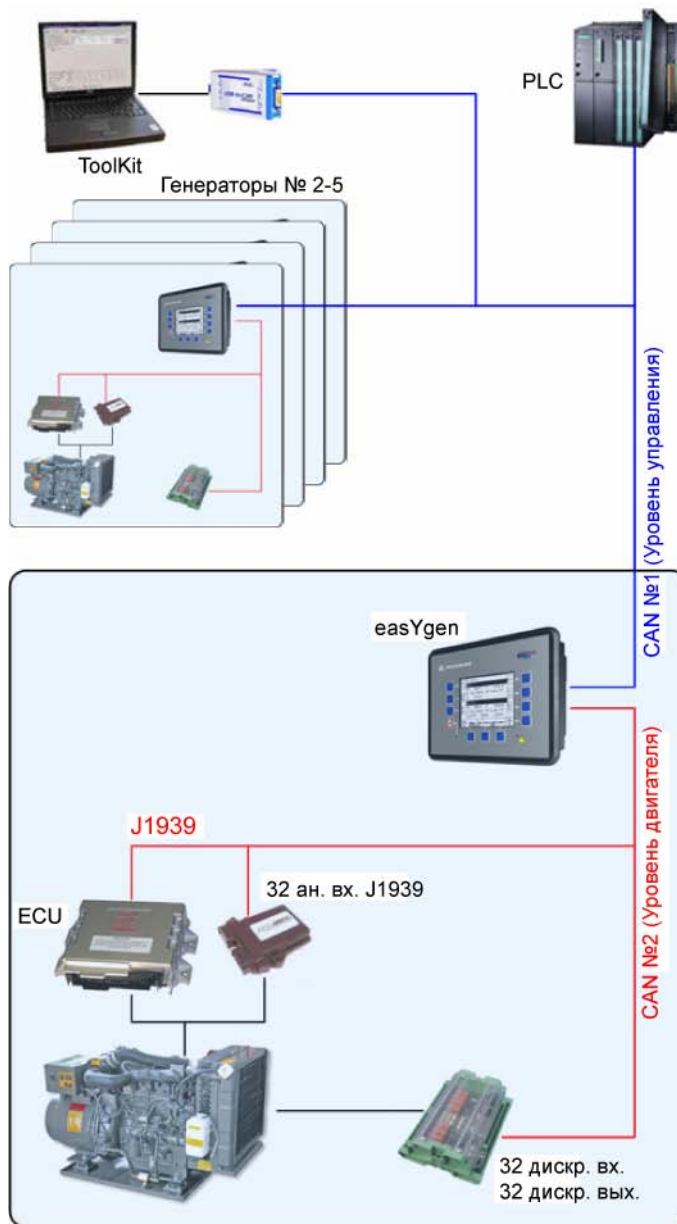 PLC
ToolKit
Генераторы № 2-5
CAN №1 (Уровень управления)
easYgen
CAN №2 (Уровень двигателя)
J1939
32 ан. вх. J1939
ECU
32 дискр. вх.
32 дискр. вых.